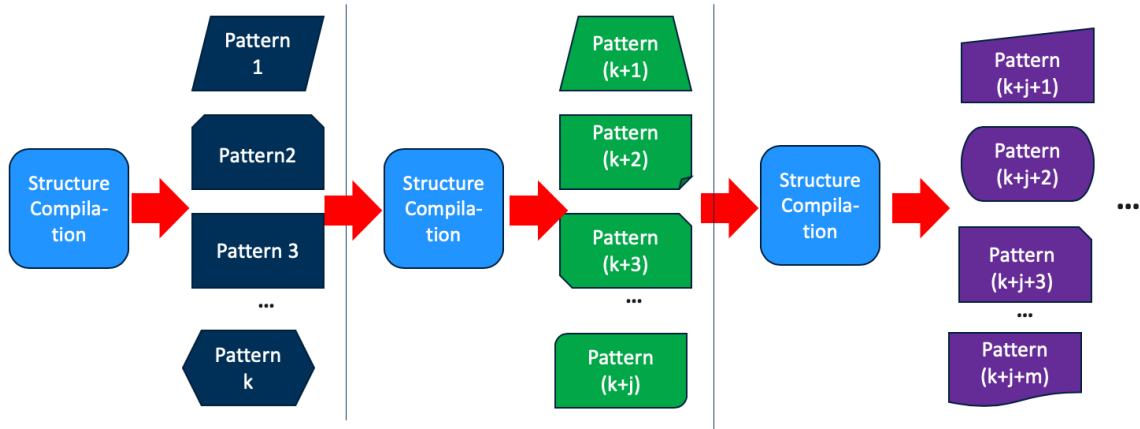 Structure
Compila-
tion
Pattern
1
Pattern2
Pattern 3
...
Pattern
k
Structure
Compila-
tion
Pattern
(k+1)
Pattern
(k+2)
Pattern
(k+3)
...
Pattern
(k+j)
Structure
Compila-
tion
Pattern
(k+j+1)
Pattern
(k+j+2)
Pattern
(k+j+3)
...
Pattern
(k+j+m)
...